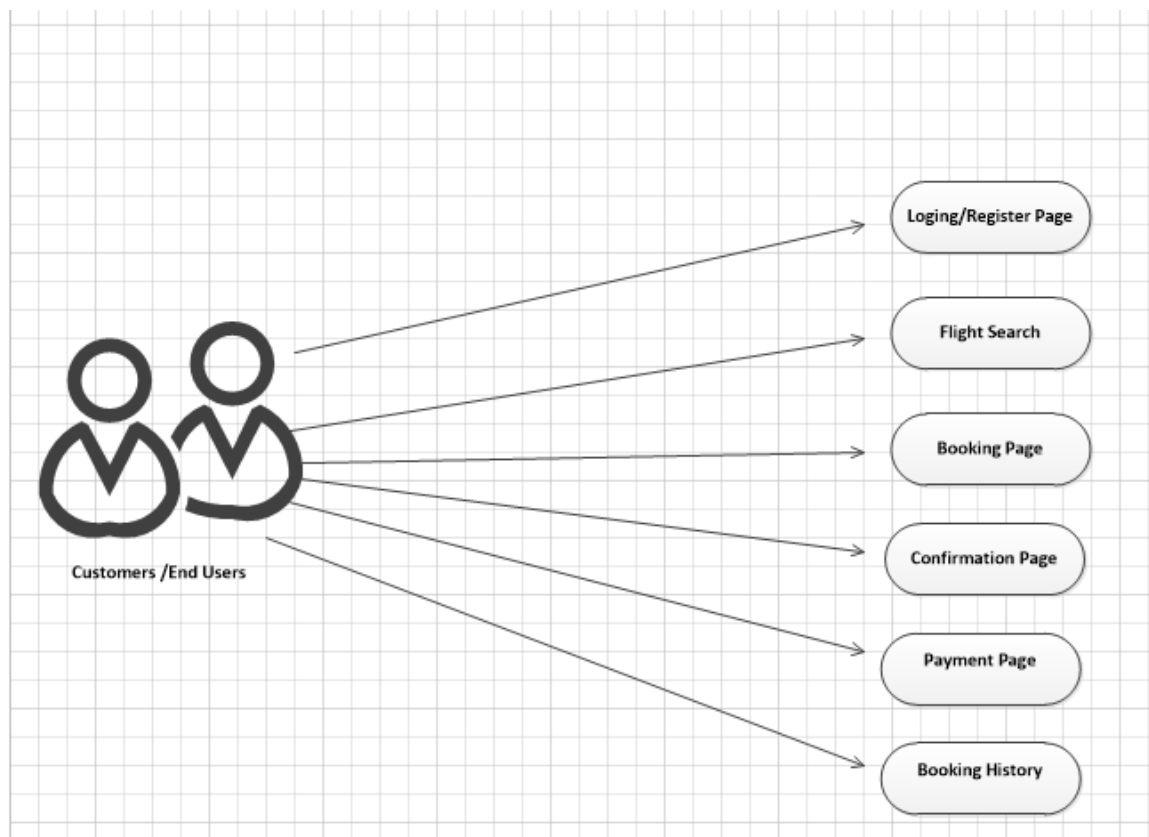 Loging/Register Page
Flight Search
Booking Page
Customers /End Users
Confirmation Page
Payment Page
Booking History